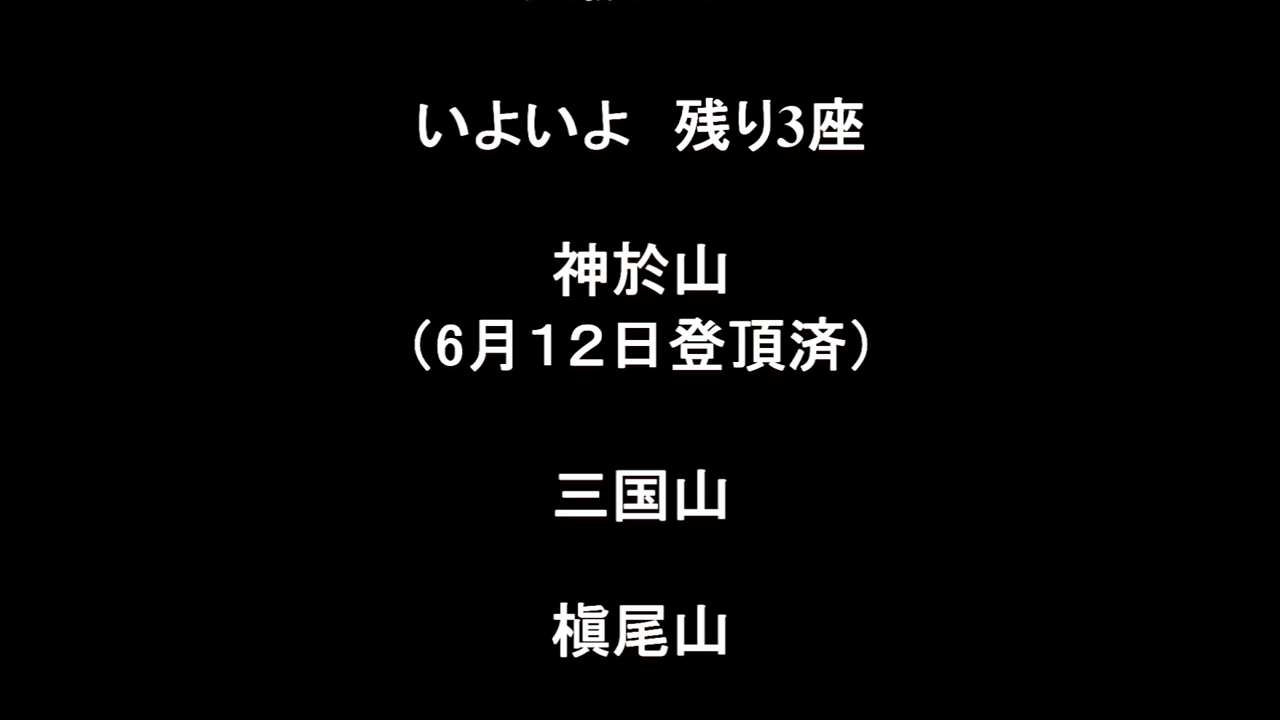 いよいよ　残り3座
神於山
（6月１２日登頂済）
三国山
槇尾山